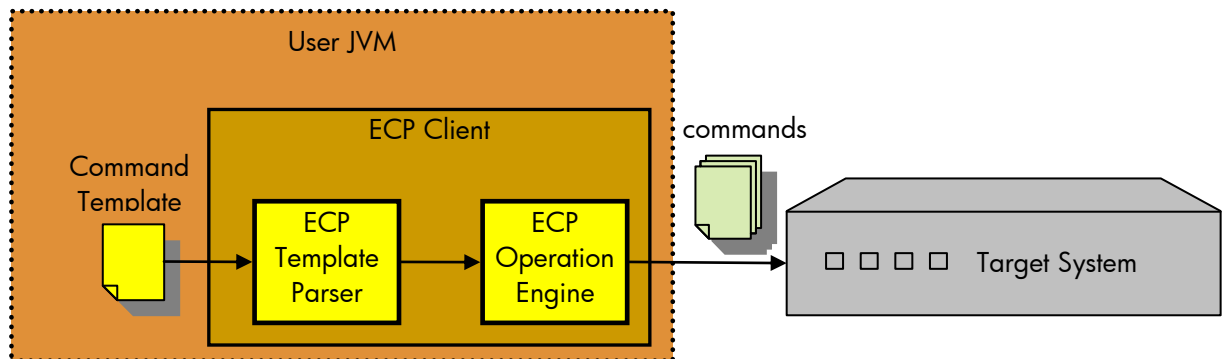 User JVM
ECP Client
commands
Command
Template
ECP
Template
Parser
ECP
Operation
Engine
Target System